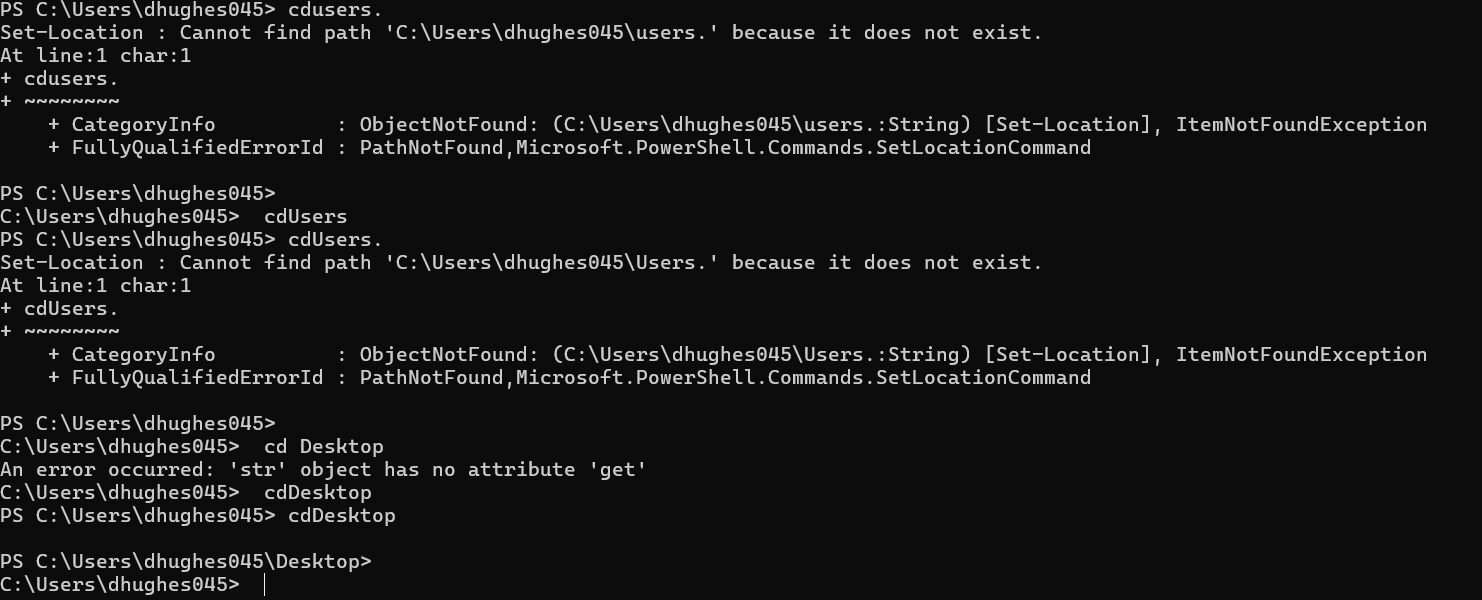 PS C:\Users\dhughes045> cdusers.
Set-Location : Cannot find path 'C:\Users\dhughes045\users.' because it does not exist.
At line:1 char:1
+ cdusers.
+ ~~~~~~~~
    + CategoryInfo          : ObjectNotFound: (C:\Users\dhughes045\users.:String) [Set-Location], ItemNotFoundException
    + FullyQualifiedErrorId : PathNotFound,Microsoft.PowerShell.Commands.SetLocationCommand

PS C:\Users\dhughes045>
C:\Users\dhughes045>  cdUsers
PS C:\Users\dhughes045> cdUsers.
Set-Location : Cannot find path 'C:\Users\dhughes045\Users.' because it does not exist.
At line:1 char:1
+ cdUsers.
+ ~~~~~~~~
    + CategoryInfo          : ObjectNotFound: (C:\Users\dhughes045\Users.:String) [Set-Location], ItemNotFoundException
    + FullyQualifiedErrorId : PathNotFound,Microsoft.PowerShell.Commands.SetLocationCommand

PS C:\Users\dhughes045>
C:\Users\dhughes045>  cd Desktop
An error occurred: 'str' object has no attribute 'get'
C:\Users\dhughes045>  cdDesktop
PS C:\Users\dhughes045> cdDesktop

PS C:\Users\dhughes045\Desktop>
C:\Users\dhughes045>